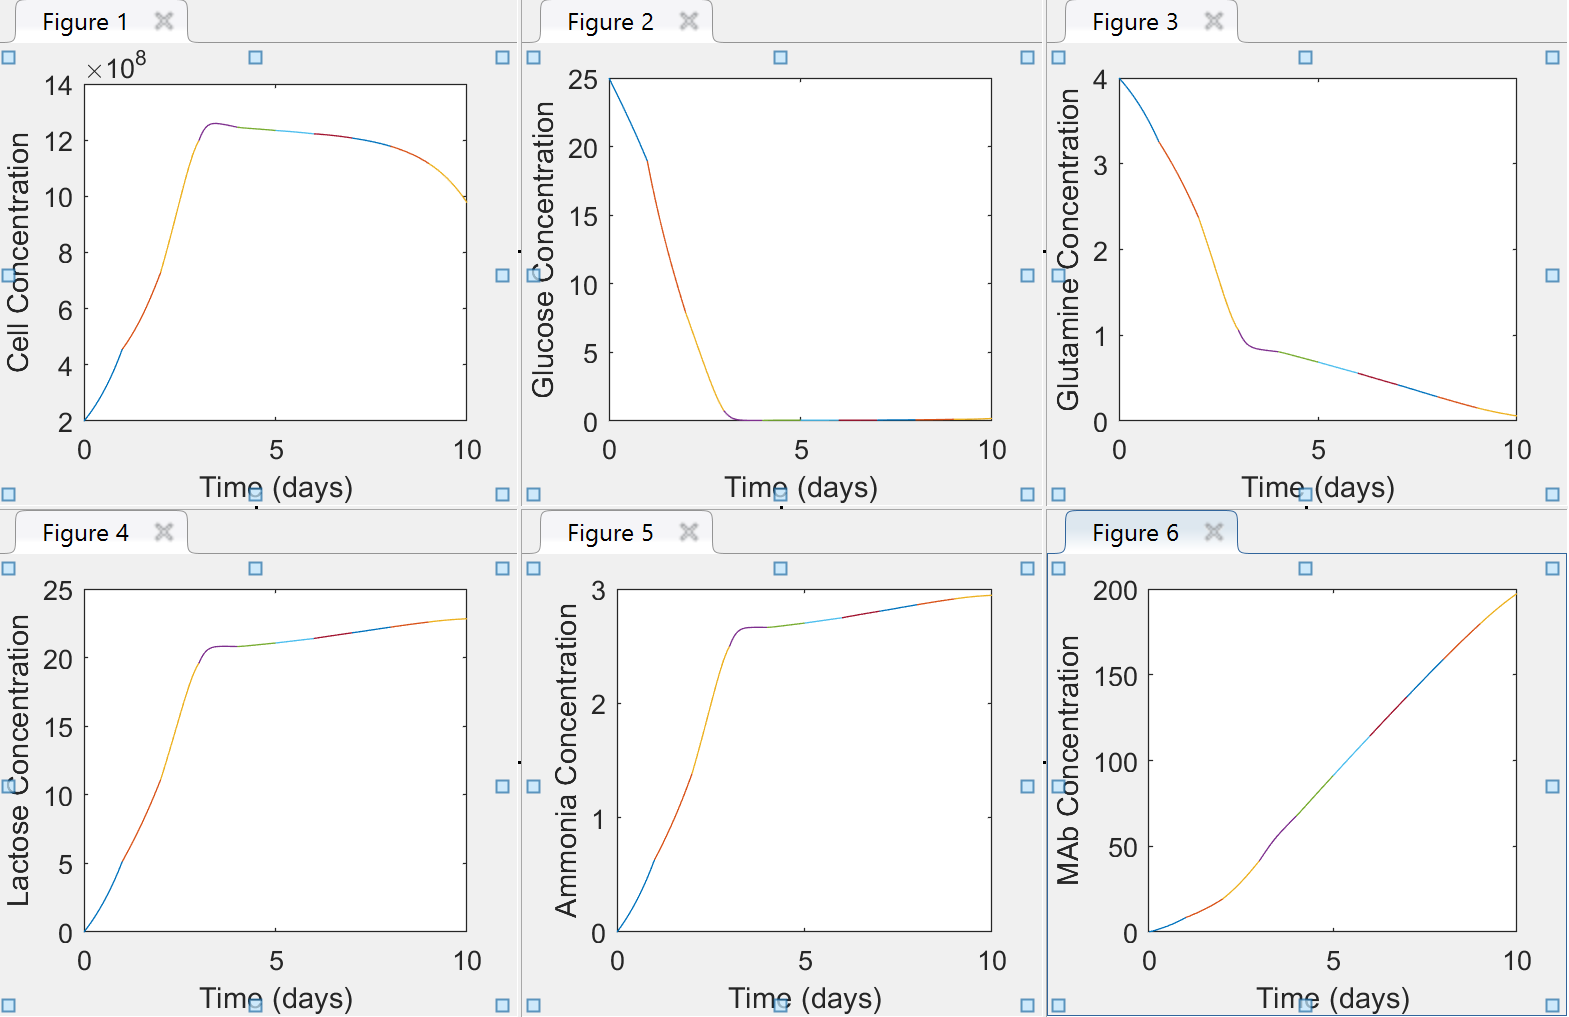 Figure 1
×10⁸
14
12
10
8
6
4
2
0
5
10
Cell Concentration
Time (days)
Figure 2
25
20
15
10
5
0
0
5
10
Glucose Concentration
Time (days)
Figure 3
4
3
2
1
0
0
5
10
Glutamine Concentration
Time (days)
Figure 4
25
20
15
10
5
0
0
5
10
Lactose Concentration
Time (days)
Figure 5
3
2
1
0
0
5
10
Ammonia Concentration
Time (days)
Figure 6
200
150
100
50
0
0
5
10
MAb Concentration
Time (days)